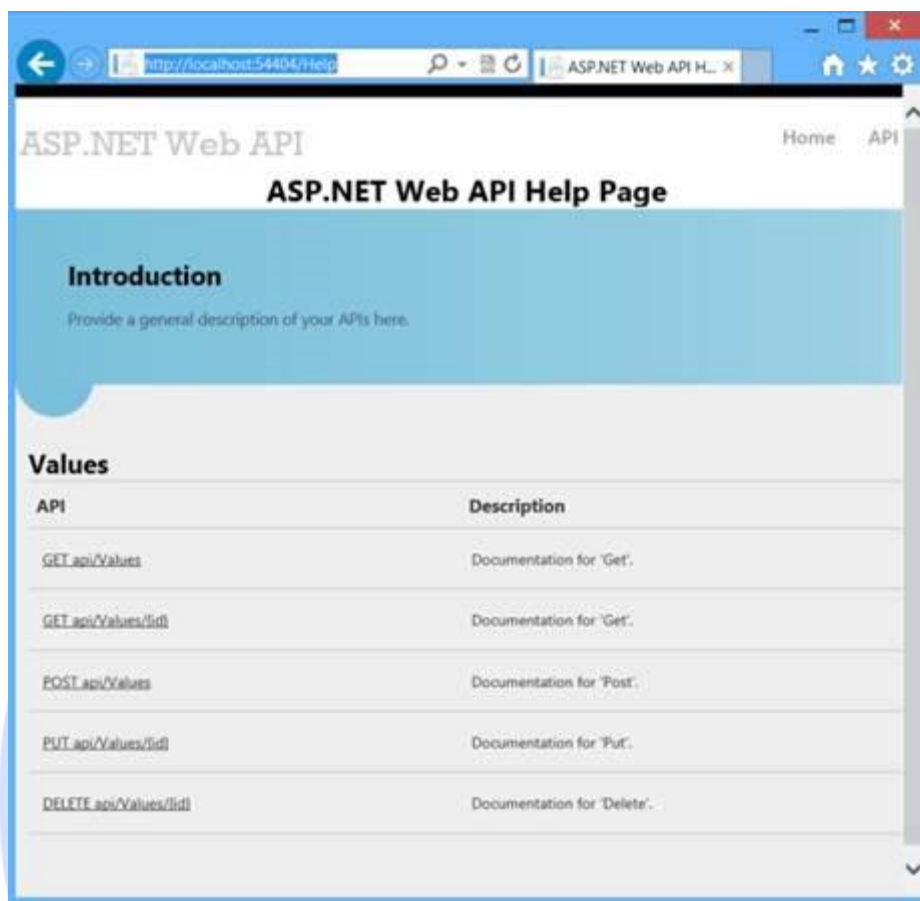 http://localhost:54404/Help
ASP.NET Web API H... ×
ASP.NET Web API
Home API
ASP.NET Web API Help Page
Introduction
Provide a general description of your APIs here.
Values
API Description
GET api/Values Documentation for 'Get'.
GET api/Values/{id} Documentation for 'Get'.
POST api/Values Documentation for 'Post'.
PUT api/Values/{id} Documentation for 'Put'.
DELETE api/Values/{id} Documentation for 'Delete'.